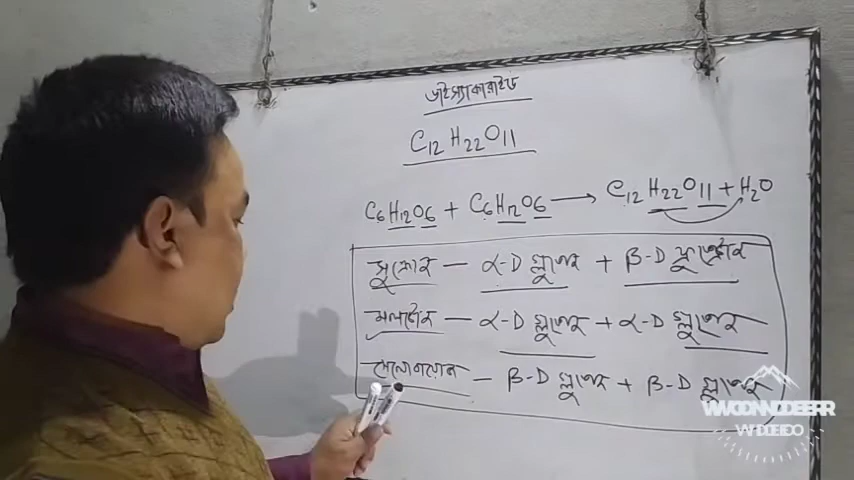 ডাইস্যাকারাইড
C12H22O11
C6H12O6 + C6H12O6 → C12H22O11 + H2O
সুক্রোজ – α-D গ্লুকোজ + β-D ফ্রুক্টোজ
মলটোজ – α-D গ্লুকোজ + α-D গ্লুকোজ
সেলোবায়োজ – β-D গ্লুকোজ + β-D গ্লুকোজ